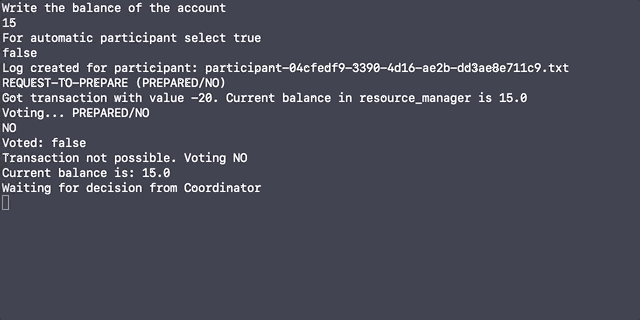 Write the balance of the account
15
For automatic participant select true
false
Log created for participant: participant-04cfedf9-3390-4d16-ae2b-dd3ae8e711c9.txt
REQUEST-TO-PREPARE (PREPARED/NO)
Got transaction with value -20. Current balance in resource_manager is 15.0
Voting... PREPARED/NO
NO
Voted: false
Transaction not possible. Voting NO
Current balance is: 15.0
Waiting for decision from Coordinator